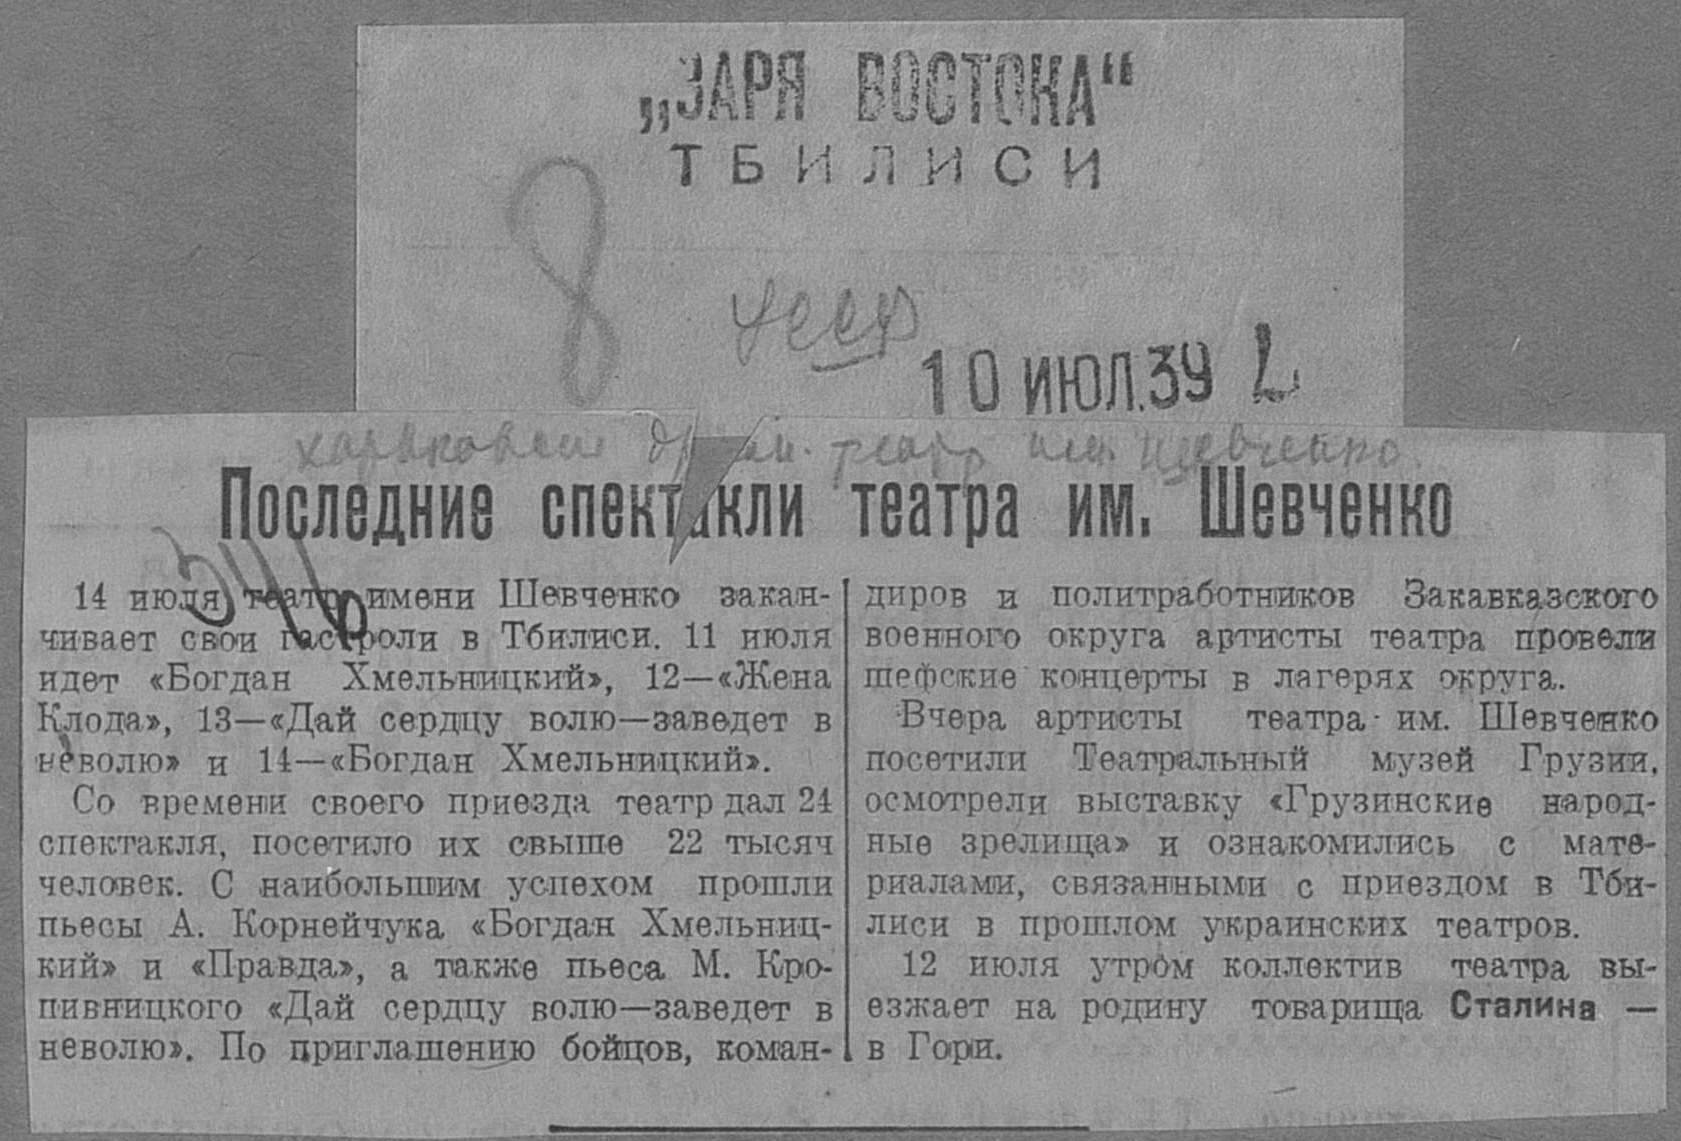 „ЗАРЯ ВОСТОКА“
ТБИЛИСИ
8
10 ИЮЛ.39
театр им. Шевченко.
Последние спектакли театра им. Шевченко
14 июля театр имени Шевченко закан-
чивает свои гастроли в Тбилиси. 11 июля
идет «Богдан Хмельницкий», 12—«Жена
Клода», 13—«Дай сердцу волю—заведет в
неволю» и 14—«Богдан Хмельницкий».
Со времени своего приезда театр дал 24
спектакля, посетило их свыше 22 тысяч
человек. С наибольшим успехом прошли
пьесы А. Корнейчука «Богдан Хмельниц-
кий» и «Правда», а также пьеса М. Кро-
пивницкого «Дай сердцу волю—заведет в
неволю». По приглашению бойцов, коман-
диров и политработников Закавказского
военного округа артисты театра провели
шефские концерты в лагерях округа.
Вчера артисты театра им. Шевченко
посетили Театральный музей Грузии,
осмотрели выставку «Грузинские народ-
ные зрелища» и ознакомились с мате-
риалами, связанными с приездом в Тби-
лиси в прошлом украинских театров.
12 июля утром коллектив театра вы-
езжает на родину товарища Сталина —
в Гори.